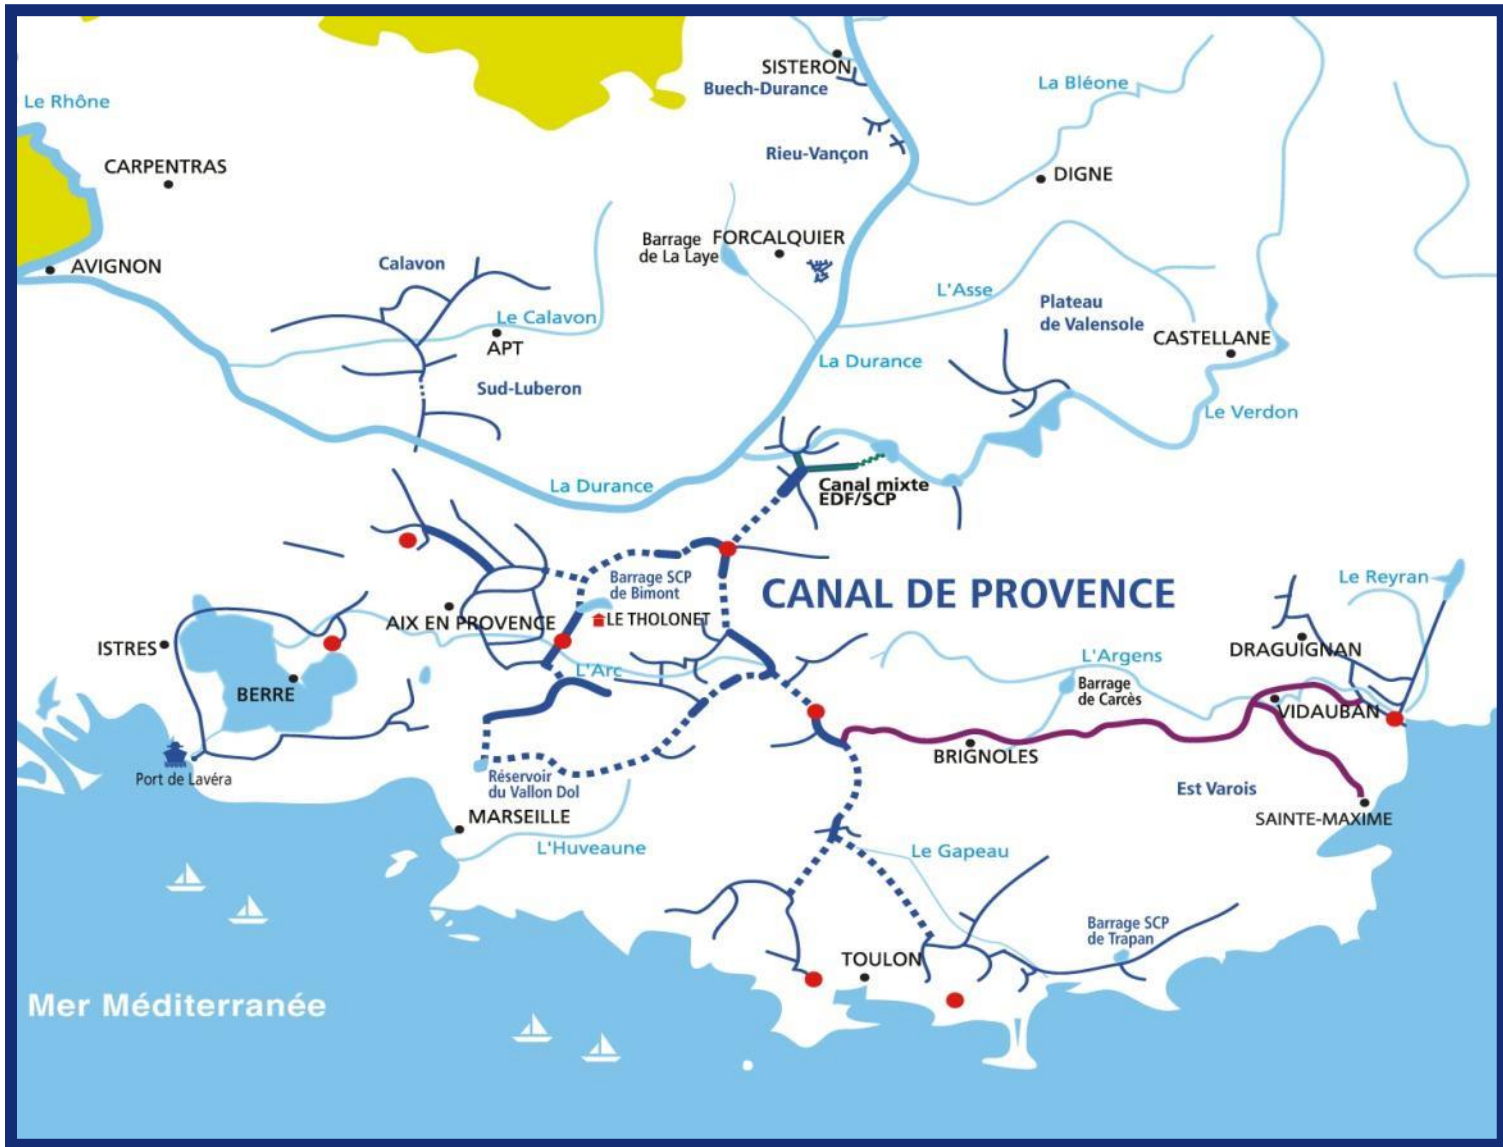 SISTERON
Buech-Durance
La Bléone
Le Rhône
Rieu-Vançon
CARPENTRAS
DIGNE
Barrage
de La Laye
FORCALQUIER
AVIGNON
Calavon
L'Asse
Plateau
de Valensole
Le Calavon
APT
CASTELLANE
La Durance
Sud-Luberon
Le Verdon
La Durance
Canal mixte
EDF/SCP
Barrage SCP
de Bimont
CANAL DE PROVENCE
Le Reyran
AIX EN PROVENCE
LE THOLONET
ISTRES
DRAGUIGNAN
L'Arc
L'Argens
BERRE
Barrage
de Carcès
VIDAUBAN
BRIGNOLES
Port de Lavéra
Réservoir
du Vallon Dol
Est Varois
MARSEILLE
SAINTE-MAXIME
L'Huveaune
Le Gapeau
Barrage SCP
de Trapan
TOULON
Mer Méditerranée